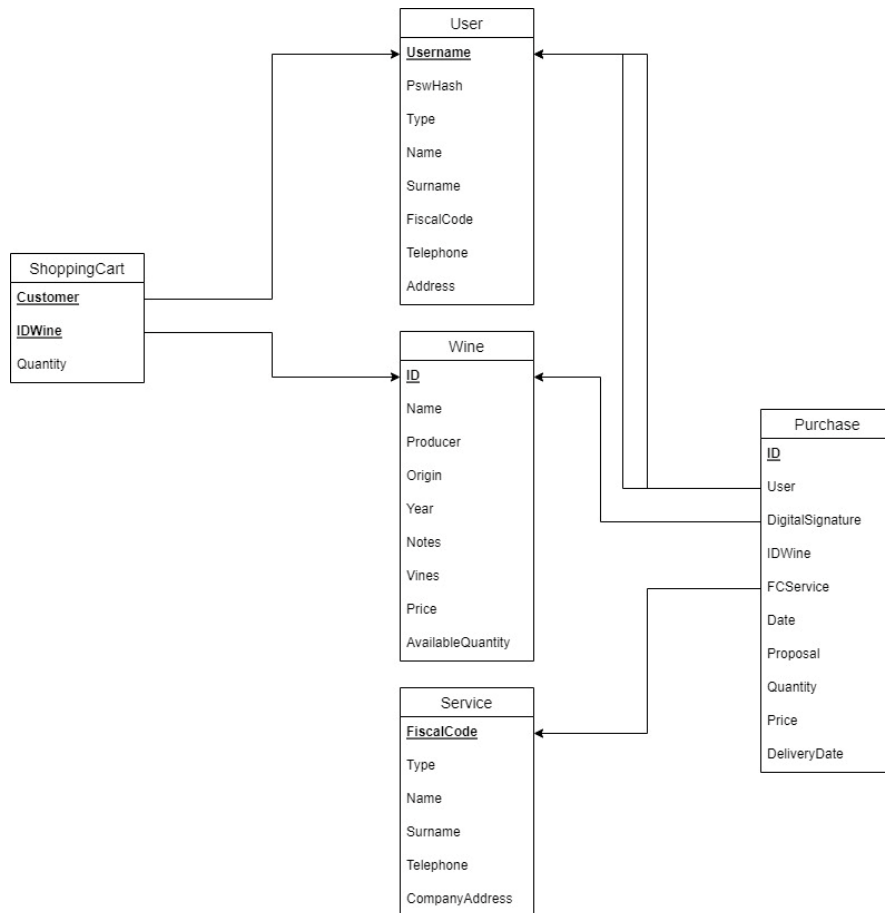 User
Username
PswHash
Type
Name
Surname
FiscalCode
Telephone
Address
ShoppingCart
Customer
IDWine
Quantity
Wine
ID
Name
Producer
Origin
Year
Notes
Vines
Price
AvailableQuantity
Purchase
ID
User
DigitalSignature
IDWine
FCService
Date
Proposal
Quantity
Price
DeliveryDate
Service
FiscalCode
Type
Name
Surname
Telephone
CompanyAddress